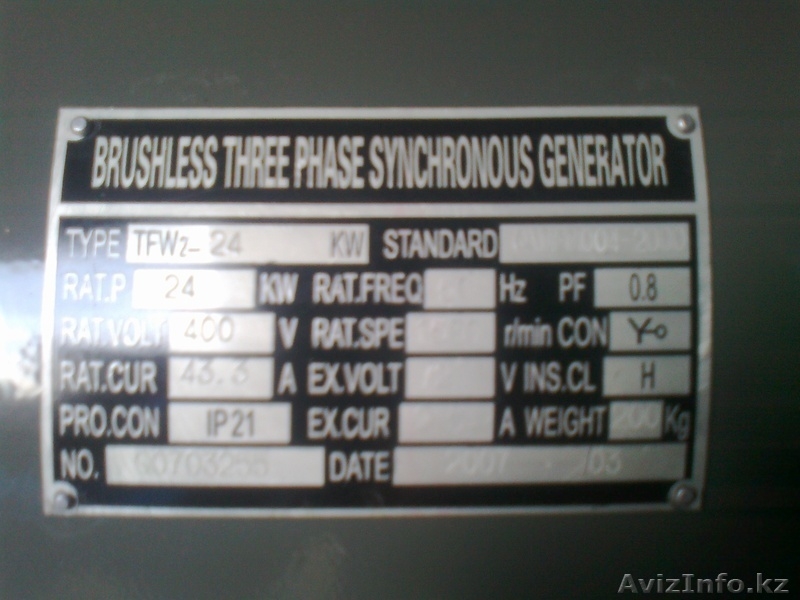 BRUSHLESS THREE PHASE SYNCHRONOUS GENERATOR
TYPE TFW2-24 KW STANDARD
RAT.P 24 KW RAT.FREQ Hz PF 0.8
RAT.VOLT 400 V RAT.SPE r/min CON
RAT.CUR 43.3 A EX.VOLT V INS.CL H
PRO.CON IP21 EX.CUR A WEIGHT 200 Kg
NO. DATE 2007 /03
AvizInfo.kz